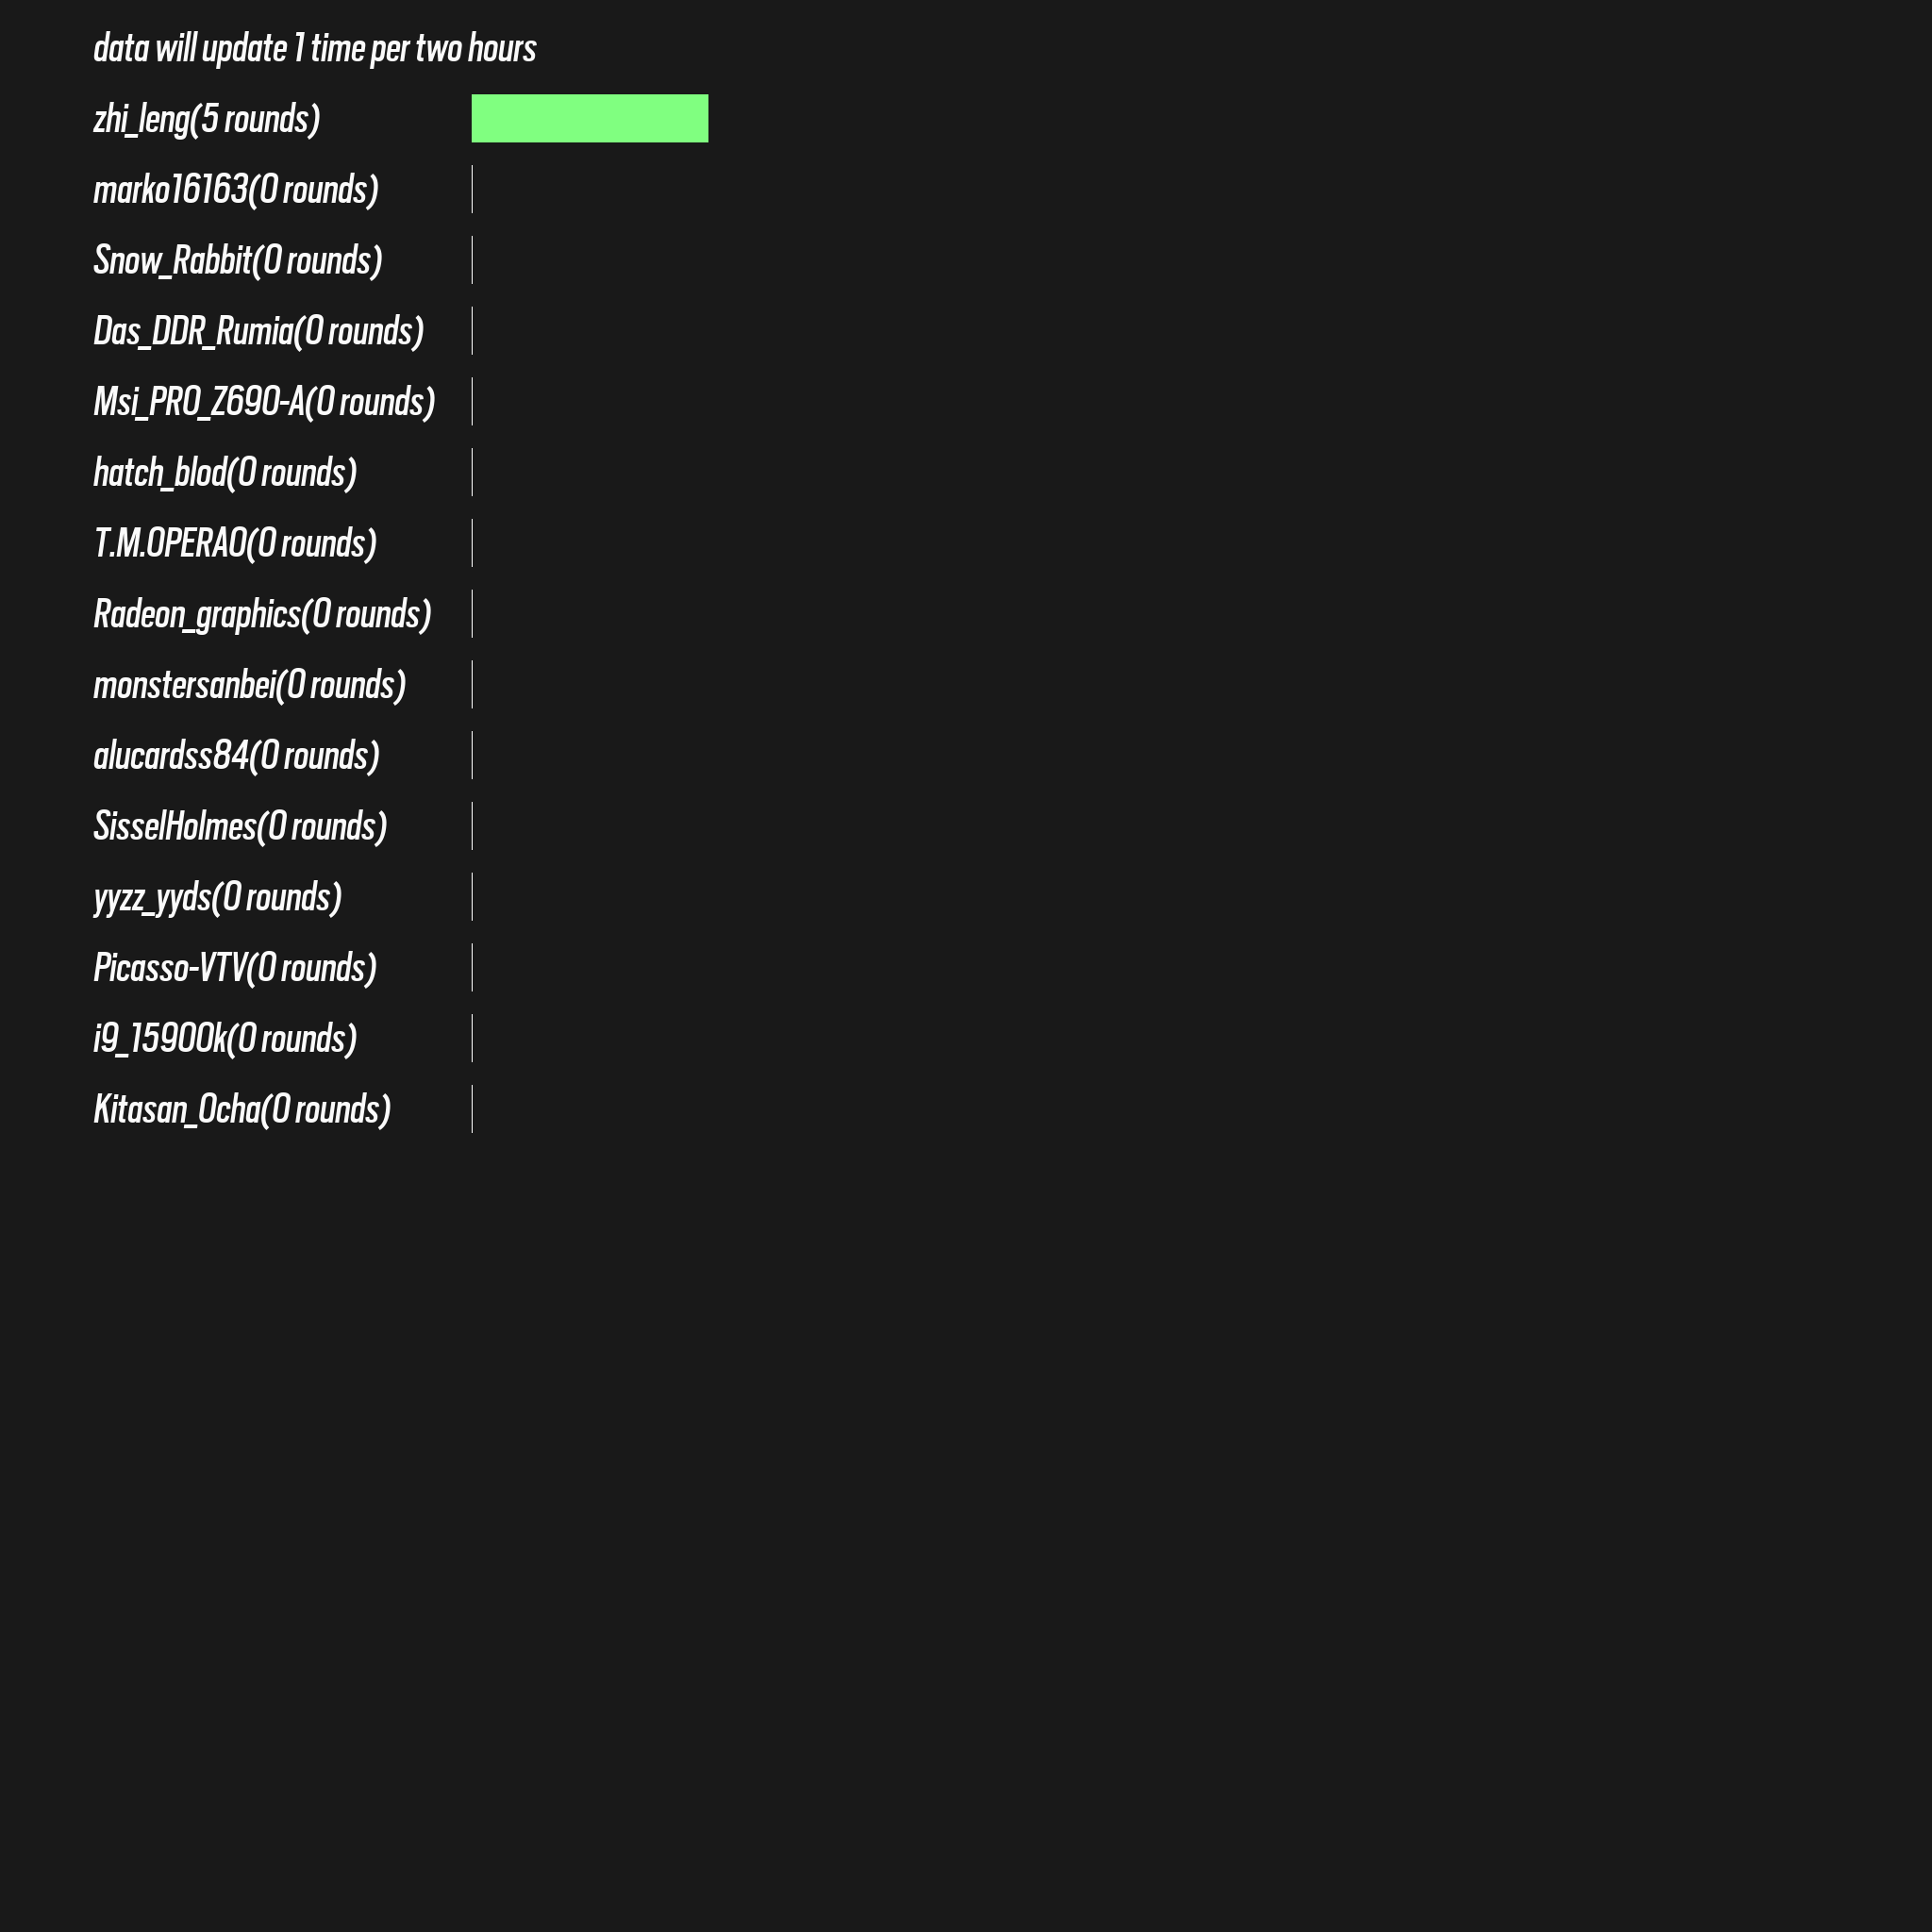 data will update 1 time per two hours
zhi_leng(5 rounds)
marko16163(0 rounds)
Snow_Rabbit(0 rounds)
Das_DDR_Rumia(0 rounds)
Msi_PRO_Z690-A(0 rounds)
hatch_blod(0 rounds)
T.M.OPERAO(0 rounds)
Radeon_graphics(0 rounds)
monstersanbei(0 rounds)
alucardss84(0 rounds)
SisselHolmes(0 rounds)
yyzz_yyds(0 rounds)
Picasso-VTV(0 rounds)
i9_15900k(0 rounds)
Kitasan_Ocha(0 rounds)